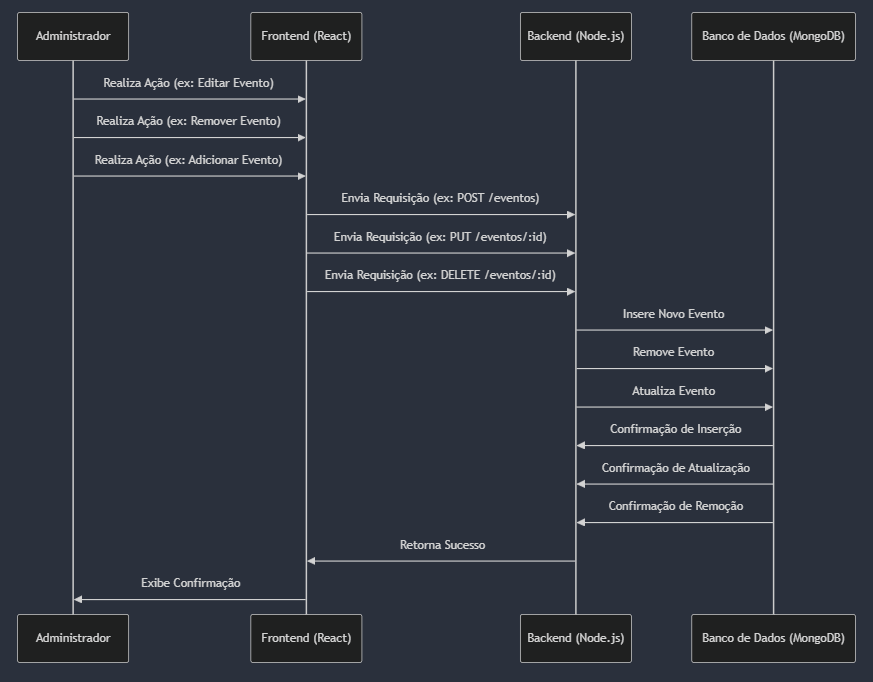 Administrador
Frontend (React)
Backend (Node.js)
Banco de Dados (MongoDB)
Realiza Ação (ex: Editar Evento)
Realiza Ação (ex: Remover Evento)
Realiza Ação (ex: Adicionar Evento)
Envia Requisição (ex: POST /eventos)
Envia Requisição (ex: PUT /eventos/:id)
Envia Requisição (ex: DELETE /eventos/:id)
Insere Novo Evento
Remove Evento
Atualiza Evento
Confirmação de Inserção
Confirmação de Atualização
Confirmação de Remoção
Retorna Sucesso
Exibe Confirmação
Administrador
Frontend (React)
Backend (Node.js)
Banco de Dados (MongoDB)